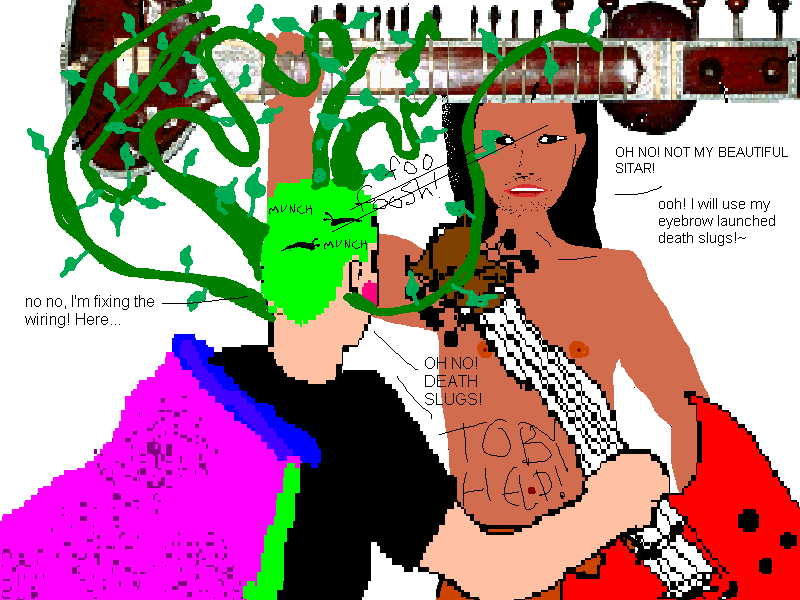 foo
foosh!
OH NO! NOT MY BEAUTIFUL
SITAR!
ooh! I will use my
eyebrow launched
death slugs!~
MUNCH
MUNCH
no no, I'm fixing the
wiring! Here...
OH NO!
DEATH
SLUGS!
TOBY
HELP!